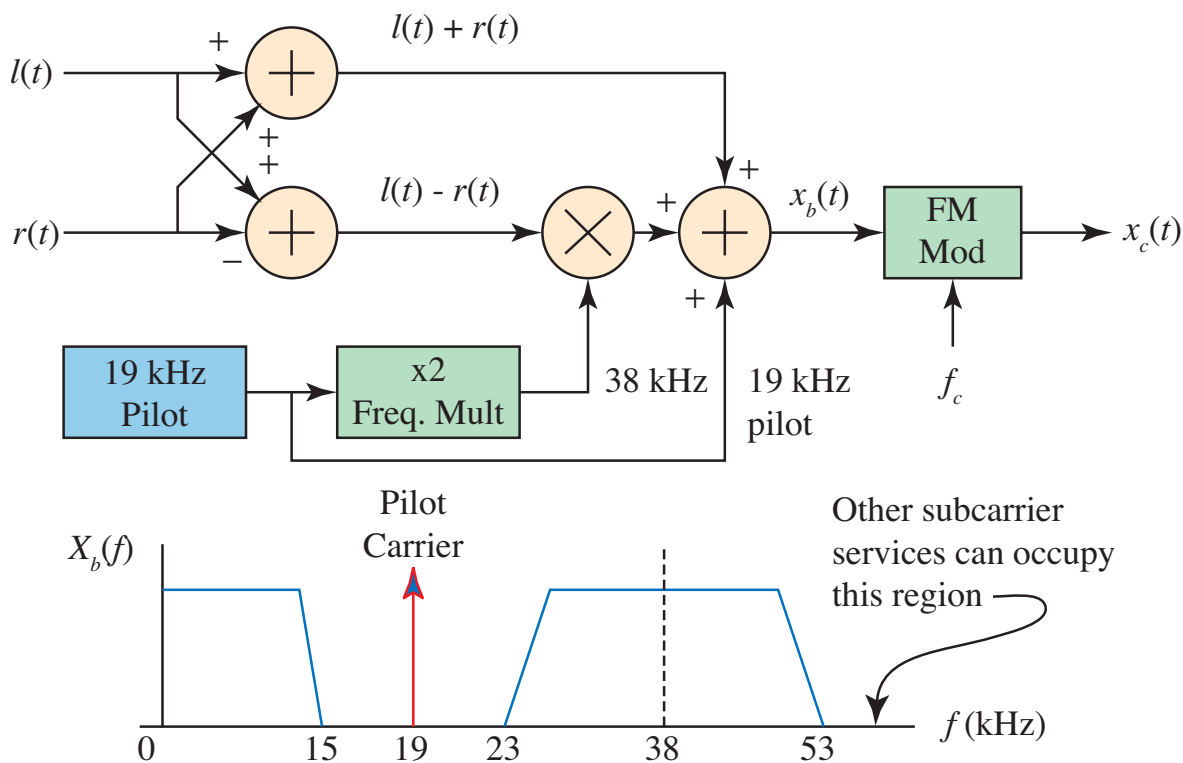 l(t) + r(t)
+
l(t)
+
+
+
l(t) - r(t)
+
+
x_b(t)
FM
Mod
x_c(t)
r(t)
−
+
19 kHz
Pilot
x2
Freq. Mult
38 kHz
19 kHz
pilot
f_c
Pilot
Carrier
Other subcarrier
services can occupy
this region
X_b(f)
0
15
19
23
38
53
f (kHz)